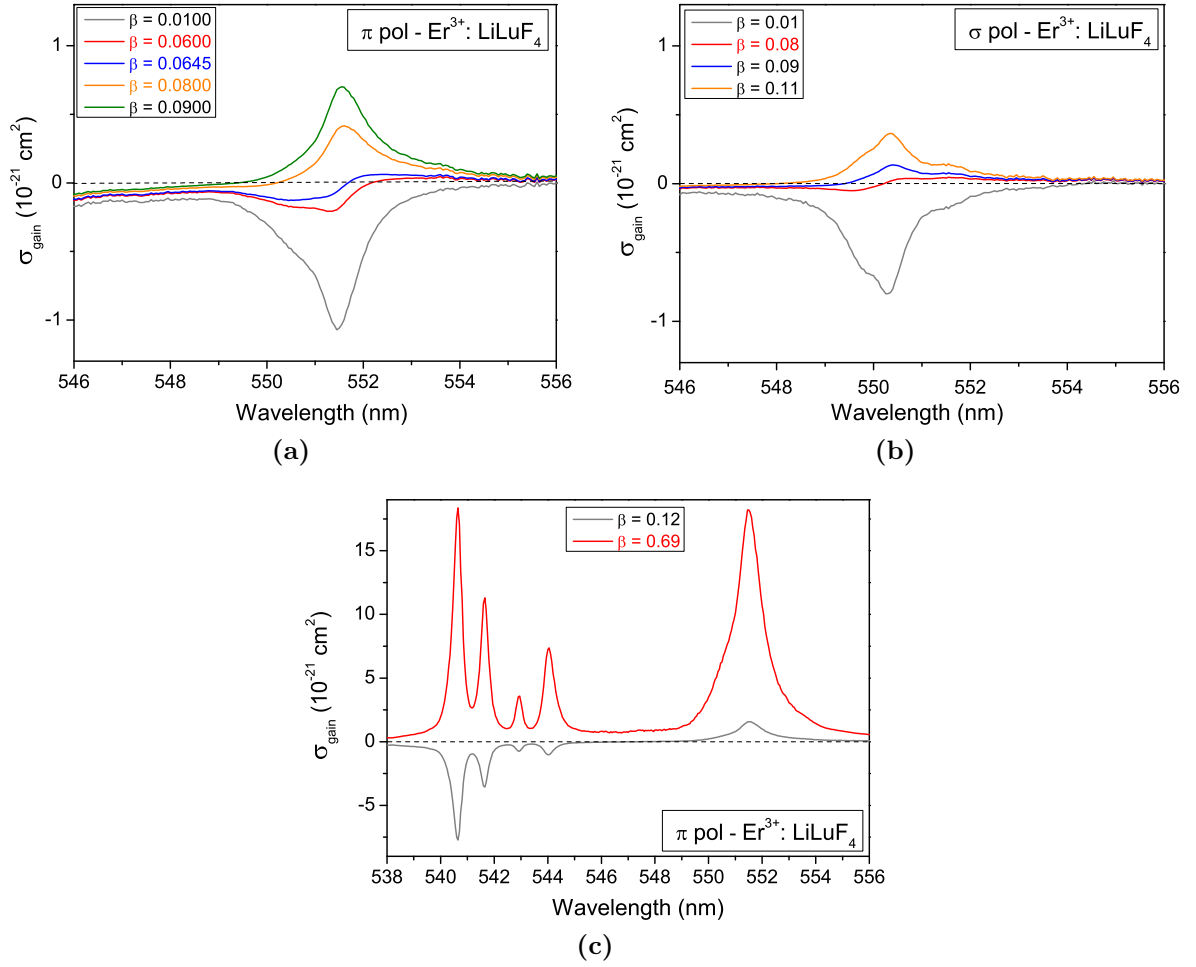 β = 0.0100
β = 0.0600
β = 0.0645
β = 0.0800
β = 0.0900
π pol - Er³⁺: LiLuF₄
1
0
-1
σgain (10⁻²¹ cm²)
546 548 550 552 554 556
Wavelength (nm)
(a)
β = 0.01
β = 0.08
β = 0.09
β = 0.11
σ pol - Er³⁺: LiLuF₄
1
0
-1
σgain (10⁻²¹ cm²)
546 548 550 552 554 556
Wavelength (nm)
(b)
β = 0.12
β = 0.69
15
10
5
0
-5
σgain (10⁻²¹ cm²)
π pol - Er³⁺: LiLuF₄
538 540 542 544 546 548 550 552 554 556
Wavelength (nm)
(c)